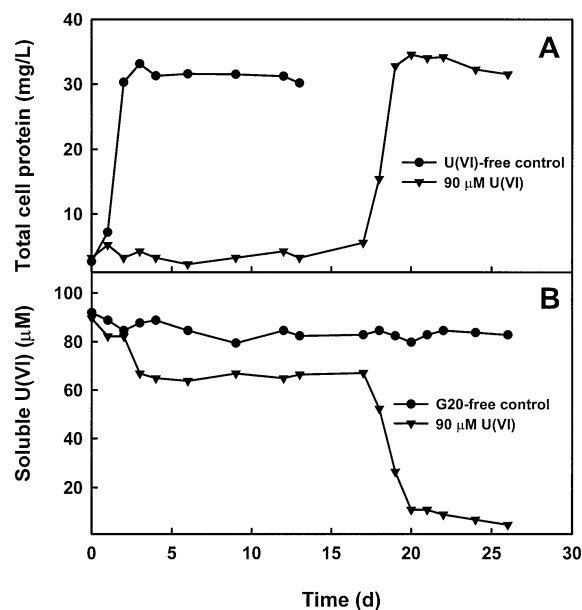 A
Total cell protein (mg/L)
40
30
20
10
U(VI)-free control
90 μM U(VI)
B
Soluble U(VI) (μM)
100
80
60
40
20
G20-free control
90 μM U(VI)
0 5 10 15 20 25 30
Time (d)